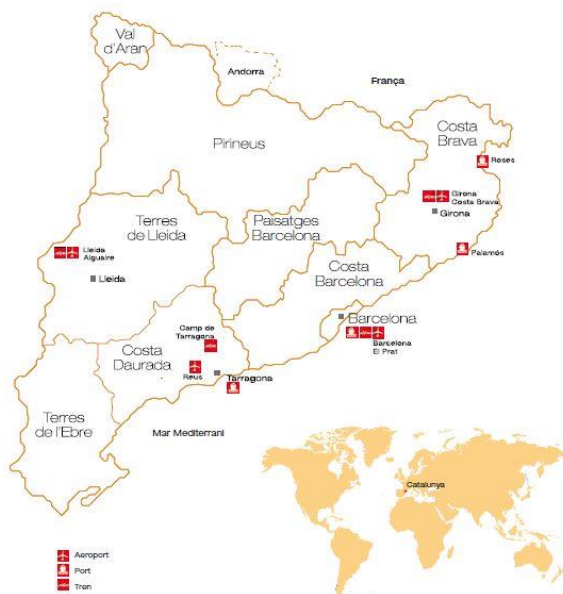 Val
d'Aran
Andorra
França
Pirineus
Costa
Brava
Roses
Girona
Costa Brava
Girona
Terres
de Lleida
Paisatges
Barcelona
Lleida
Alguaire
Lleida
Palamós
Costa
Barcelona
Barcelona
Barcelona
El Prat
Camp de
Tarragona
Costa
Daurada
Reus
Tarragona
Terres
de l'Ebre
Mar Mediterrani
Catalunya
Aeroport
Port
Tren